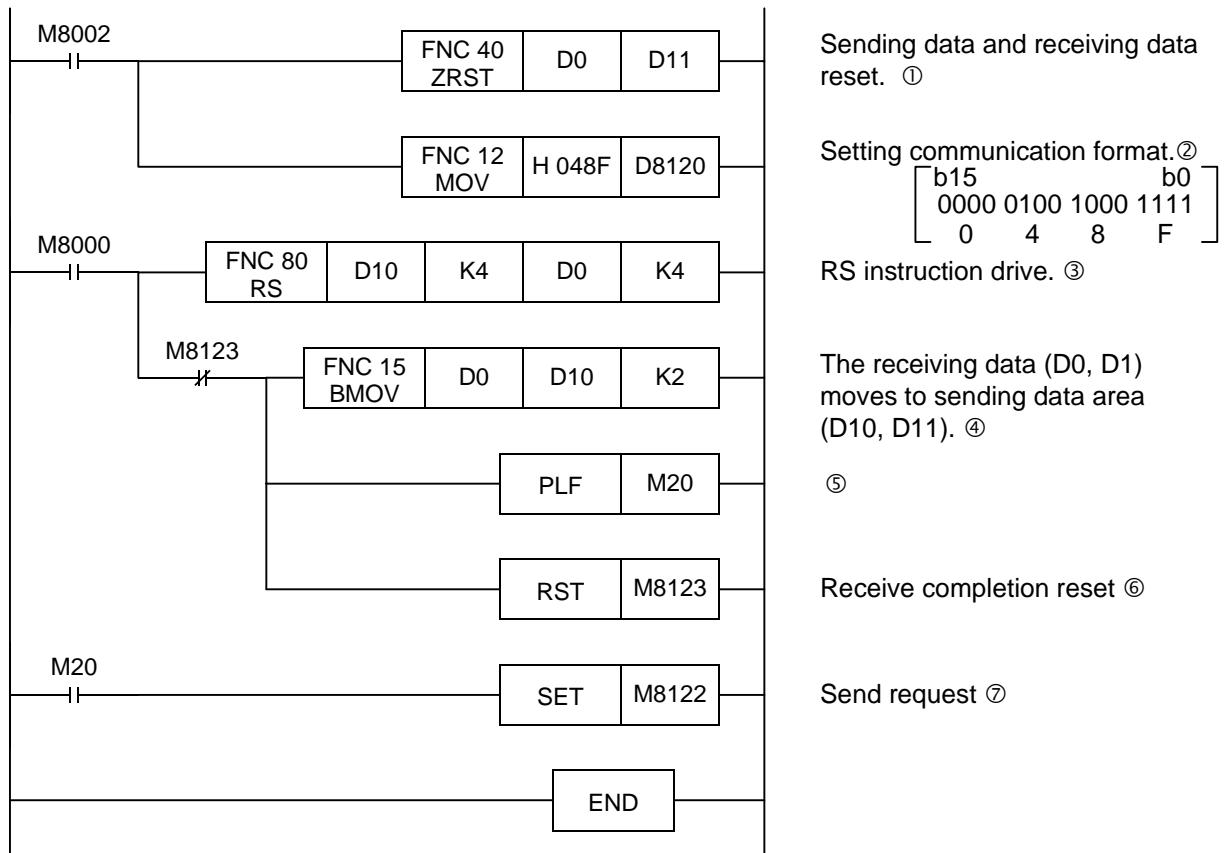 M8002
FNC 40 ZRST D0 D11
Sending data and receiving data
reset. ①
FNC 12 MOV H 048F D8120
Setting communication format.②
b15 b0
0000 0100 1000 1111
0 4 8 F
M8000
FNC 80 RS D10 K4 D0 K4
RS instruction drive. ③
M8123
FNC 15 BMOV D0 D10 K2
The receiving data (D0, D1)
moves to sending data area
(D10, D11). ④
PLF M20
⑤
RST M8123
Receive completion reset ⑥
M20
SET M8122
Send request ⑦
END